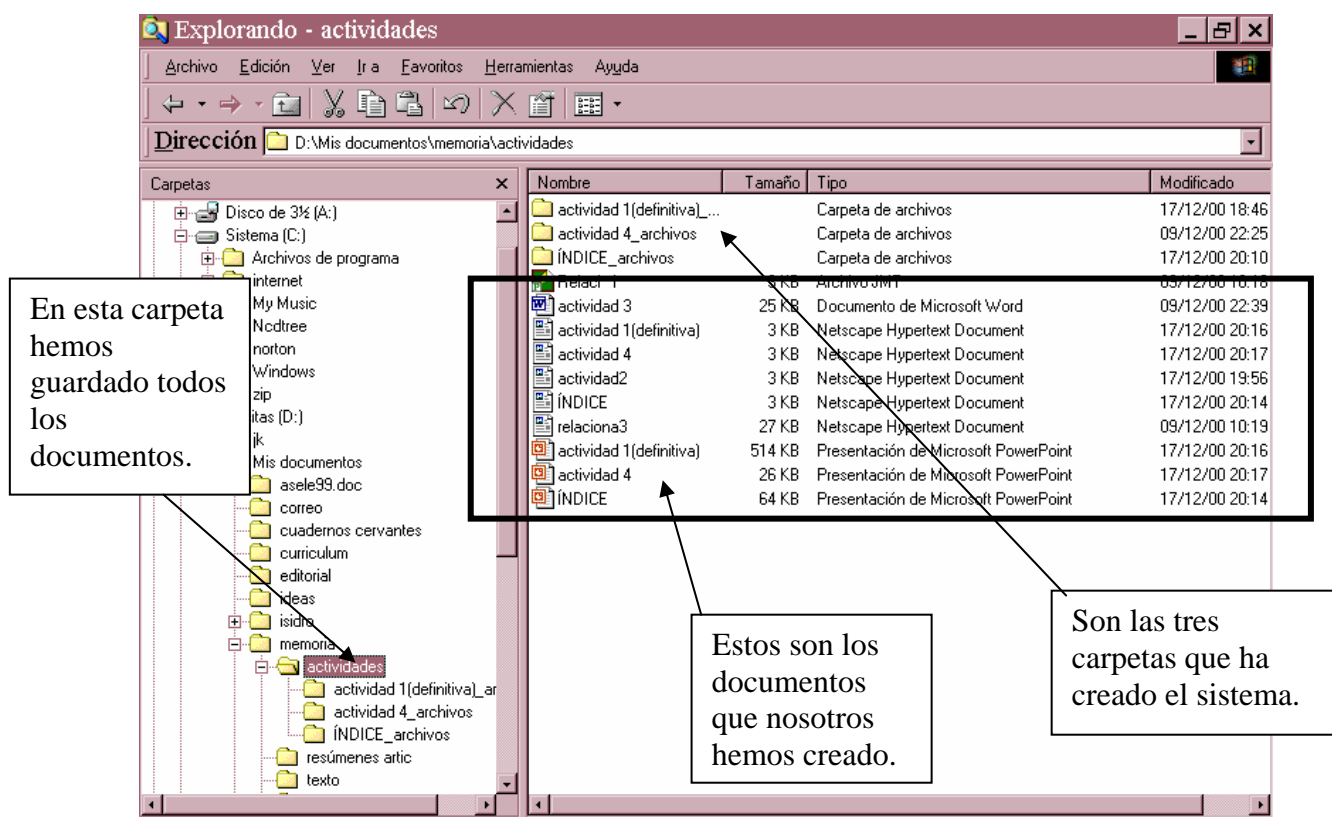 Explorando - actividades
Archivo Edición Ver Ir a Favoritos Herramientas Ayuda
Dirección D:\Mis documentos\memoria\actividades
Carpetas
Disco de 3½ (A:)
Sistema (C:)
Archivos de programa
internet
My Music
Ncdtree
norton
Windows
zip
itas (D:)
jk
Mis documentos
asele99.doc
correo
cuadernos cervantes
curiculum
editorial
ideas
isidro
memoria
actividades
actividad 1(definitiva)_ar
actividad 4_archivos
ÍNDICE_archivos
resúmenes artic
texto
Nombre Tamaño Tipo Modificado
actividad 1(definitiva)_... Carpeta de archivos 17/12/00 18:46
actividad 4_archivos Carpeta de archivos 09/12/00 22:25
ÍNDICE_archivos Carpeta de archivos 17/12/00 20:10
KB Archivo JMT
actividad 3 25 KB Documento de Microsoft Word 09/12/00 22:39
actividad 1(definitiva) 3 KB Netscape Hypertext Document 17/12/00 20:16
actividad 4 3 KB Netscape Hypertext Document 17/12/00 20:17
actividad2 3 KB Netscape Hypertext Document 17/12/00 19:56
ÍNDICE 3 KB Netscape Hypertext Document 17/12/00 20:14
relaciona3 27 KB Netscape Hypertext Document 09/12/00 10:19
actividad 1(definitiva) 514 KB Presentación de Microsoft PowerPoint 17/12/00 20:16
actividad 4 26 KB Presentación de Microsoft PowerPoint 17/12/00 20:17
ÍNDICE 64 KB Presentación de Microsoft PowerPoint 17/12/00 20:14
En esta carpeta
hemos
guardado todos
los
documentos.
Estos son los
documentos
que nosotros
hemos creado.
Son las tres
carpetas que ha
creado el sistema.